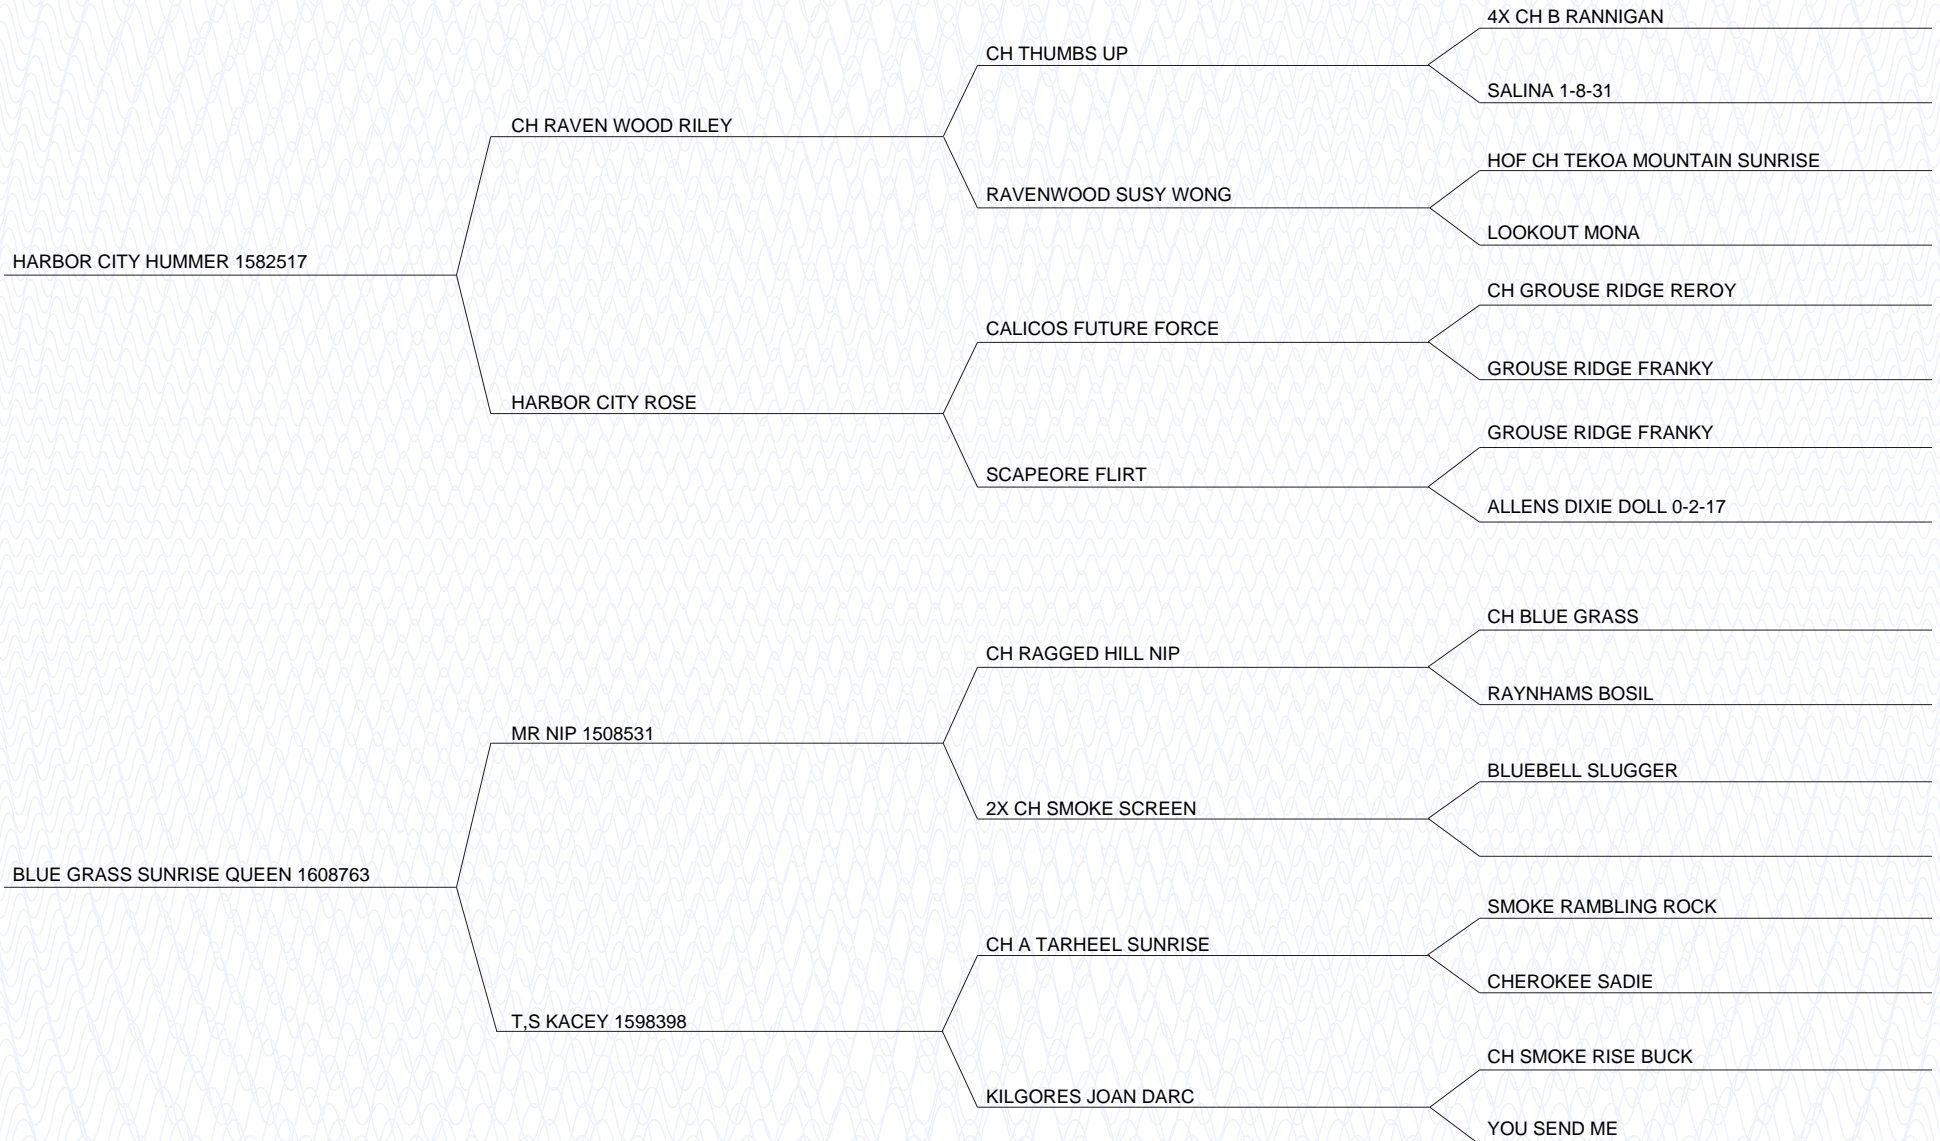 4X CH B RANNIGAN
CH THUMBS UP
SALINA 1-8-31
CH RAVEN WOOD RILEY
HOF CH TEKOA MOUNTAIN SUNRISE
RAVENWOOD SUSY WONG
LOOKOUT MONA
HARBOR CITY HUMMER 1582517
CH GROUSE RIDGE REROY
CALICOS FUTURE FORCE
GROUSE RIDGE FRANKY
HARBOR CITY ROSE
GROUSE RIDGE FRANKY
SCAPEORE FLIRT
ALLENS DIXIE DOLL 0-2-17
CH BLUE GRASS
CH RAGGED HILL NIP
RAYNHAMS BOSIL
MR NIP 1508531
BLUEBELL SLUGGER
2X CH SMOKE SCREEN
BLUE GRASS SUNRISE QUEEN 1608763
SMOKE RAMBLING ROCK
CH A TARHEEL SUNRISE
CHEROKEE SADIE
T,S KACEY 1598398
CH SMOKE RISE BUCK
KILGORES JOAN DARC
YOU SEND ME